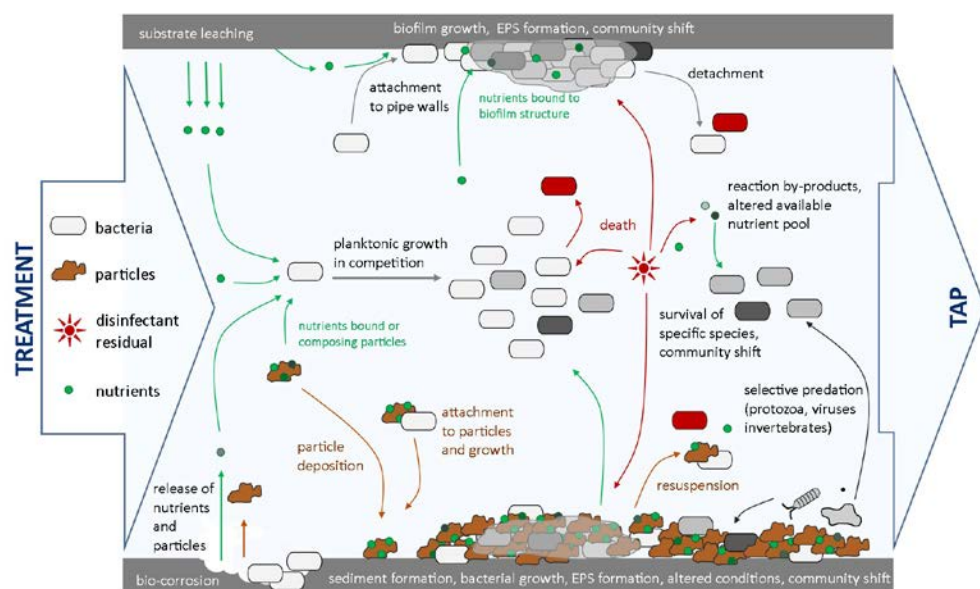 substrate leaching
biofilm growth, EPS formation, community shift
attachment
to pipe walls
nutrients bound to
biofilm structure
detachment
TREATMENT
bacteria
particles
disinfectant
residual
nutrients
planktonic growth
in competition
death
reaction by-products,
altered available
nutrient pool
nutrients bound or
composing particles
survival of
specific species,
community shift
TAP
particle
deposition
attachment
to particles
and growth
selective predation
(protozoa, viruses
invertebrates)
resuspension
release of
nutrients
and
particles
bio-corrosion
sediment formation, bacterial growth, EPS formation, altered conditions, community shift